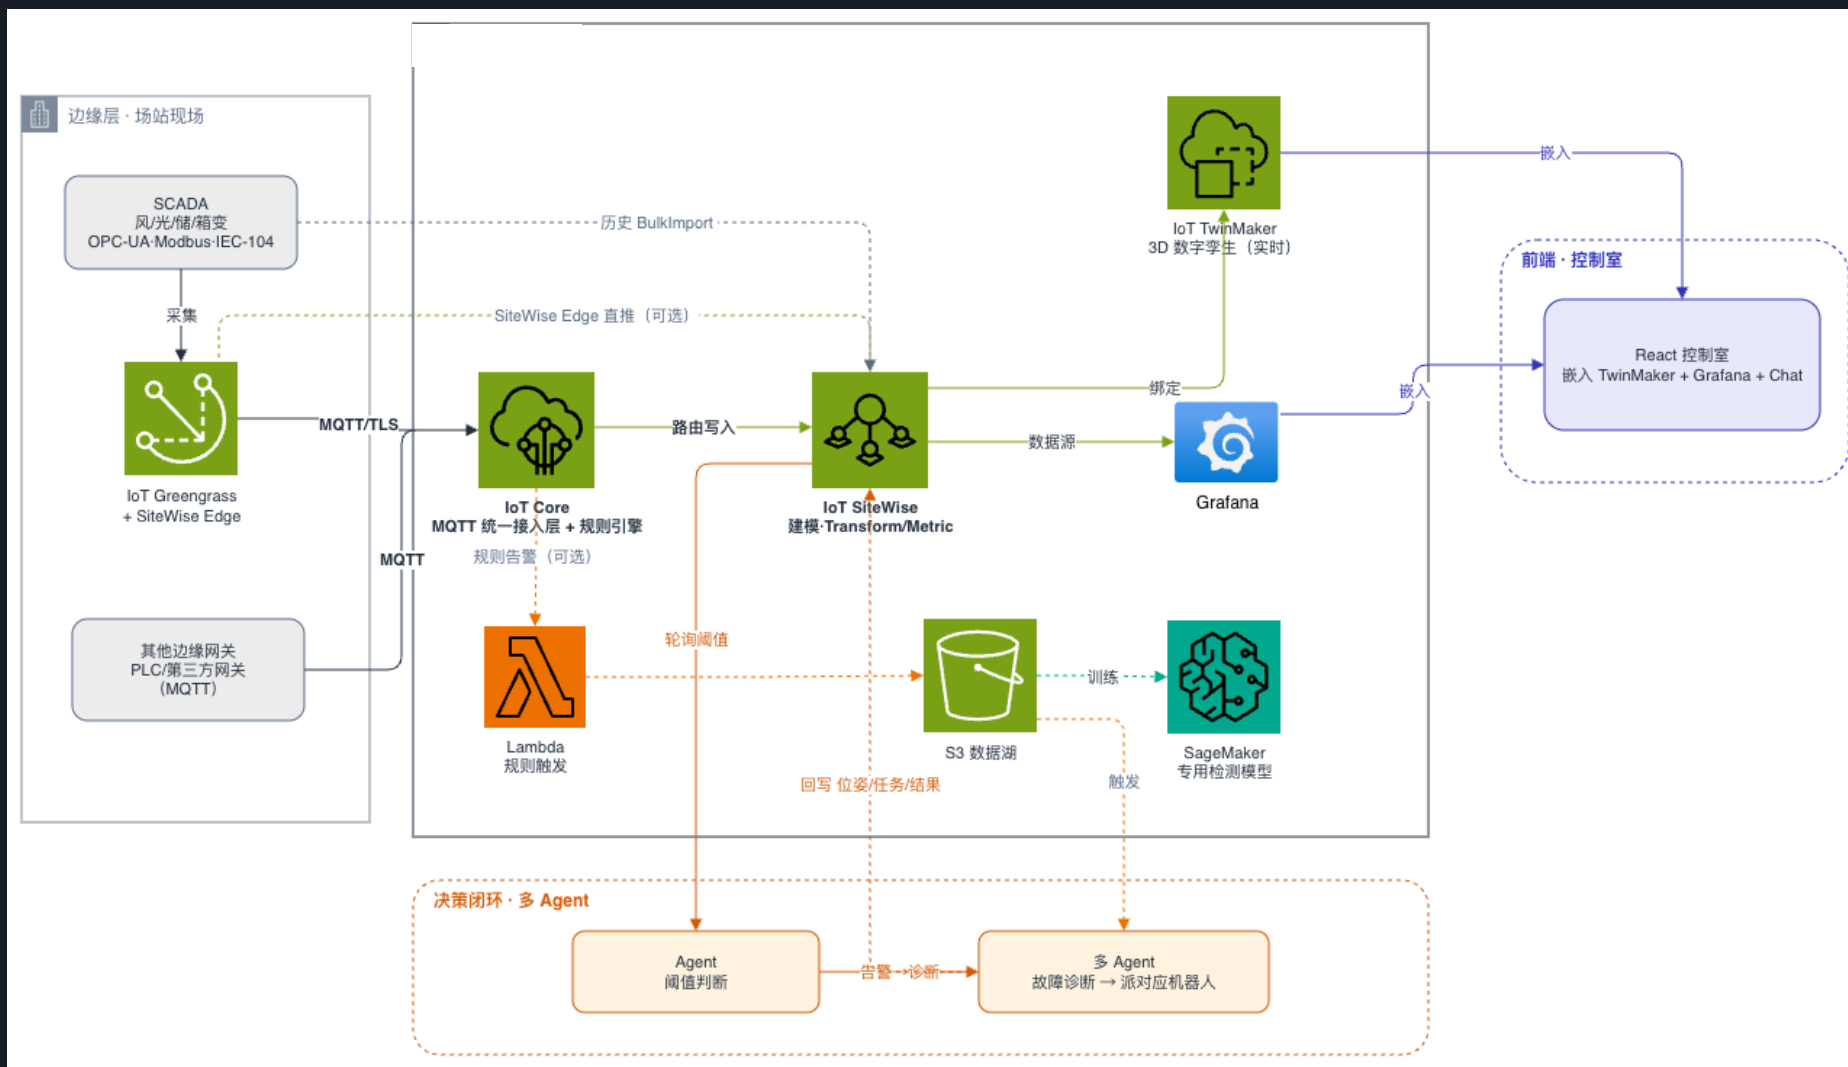 边缘层 · 场站现场
SCADA
风/光/储/箱变
OPC-UA·Modbus·IEC-104
采集
IoT Greengrass
+ SiteWise Edge
其他边缘网关
PLC/第三方网关
（MQTT）
历史 BulkImport
SiteWise Edge 直推（可选）
MQTT/TLS
MQTT
IoT Core
MQTT 统一接入层 + 规则引擎
规则告警（可选）
路由写入
IoT SiteWise
建模·Transform/Metric
绑定
数据源
IoT TwinMaker
3D 数字孪生（实时）
Grafana
嵌入
嵌入
前端 · 控制室
React 控制室
嵌入 TwinMaker + Grafana + Chat
轮询阈值
Lambda
规则触发
S3 数据湖
训练
SageMaker
专用检测模型
回写 位姿/任务/结果
触发
决策闭环 · 多 Agent
Agent
阈值判断
告警→诊断
多 Agent
故障诊断 → 派对应机器人